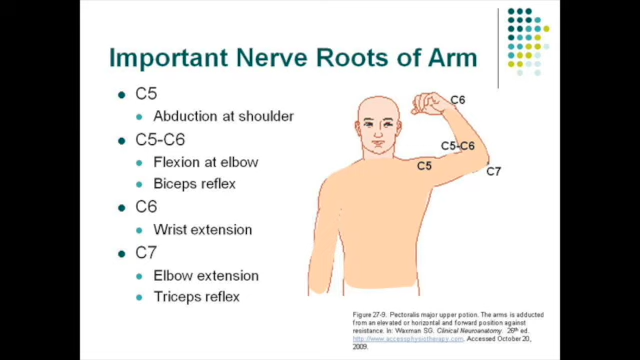 Important Nerve Roots of Arm
C5
Abduction at shoulder
C5-C6
Flexion at elbow
Biceps reflex
C6
Wrist extension
C7
Elbow extension
Triceps reflex
C6
C5-C6
C5
C7
Figure 27-9. Pectoralis major upper potion. The arms is adducted
from an elevated or horizontal and forward position against
resistance. In: Waxman SG. Clinical Neuroanatomy. 26th ed.
http://www.accessphysiotherapy.com. Accessed October 20,
2009.